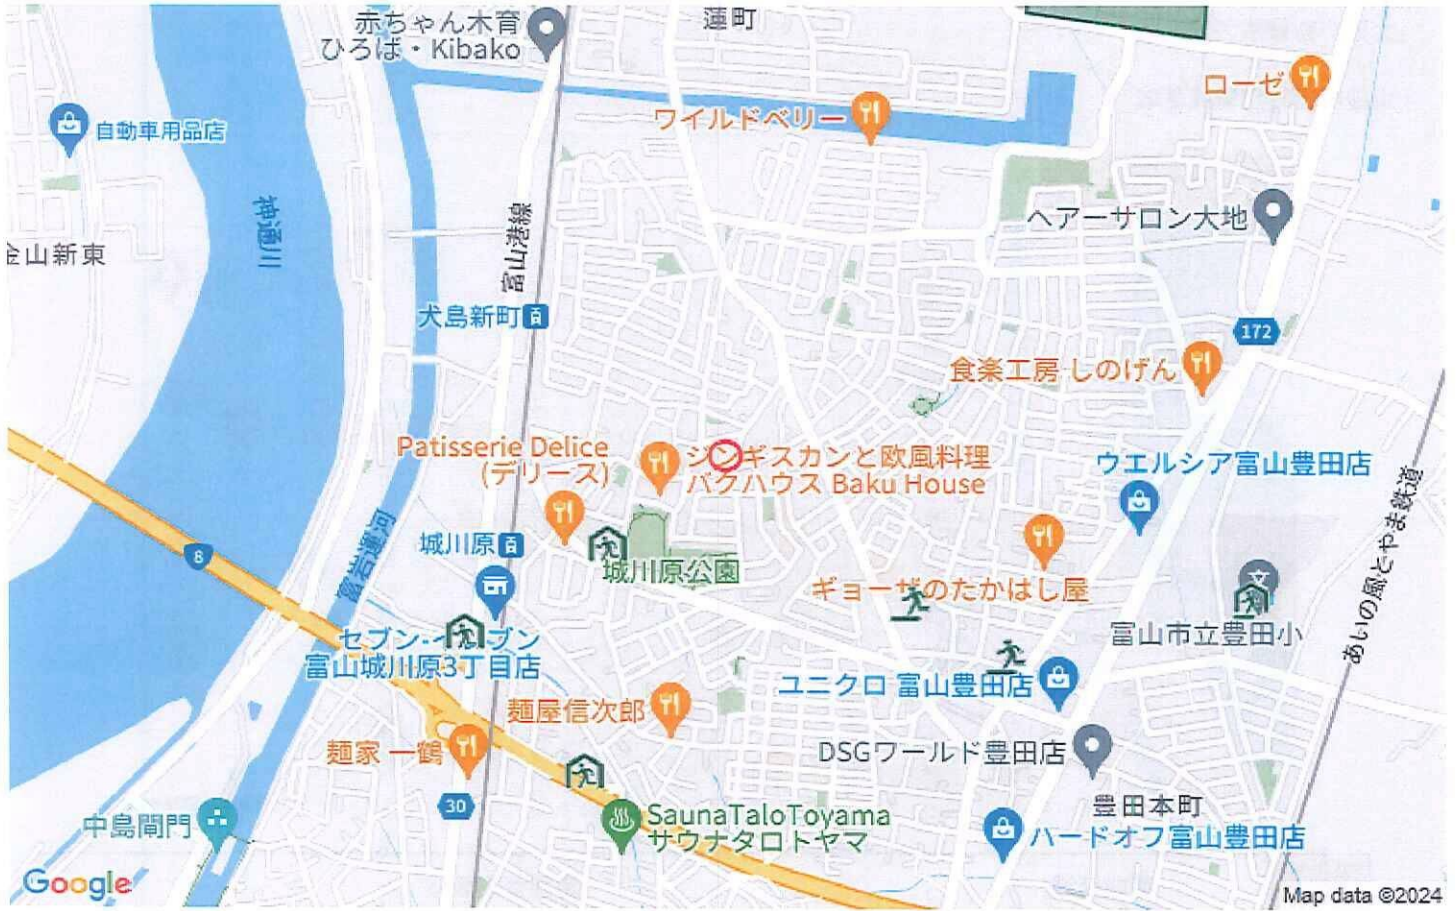 赤ちゃん木育
ひろば・Kibako
蓮町
ローゼ
ワイルドベリー
自動車用品店
ヘアーサロン大地
神通川
金山新東
富山港線
犬島新町
172
食楽工房 しのげん
Patisserie Delice
(デリース)
ジンギスカンと欧風料理
バクハウス Baku House
ウエルシア富山豊田店
あいの風とやま鉄道
8
富岩運河
城川原
城川原公園
ギョーザのたかはし屋
文
富山市立豊田小
セブン-イレブン
富山城川原3丁目店
ユニクロ 富山豊田店
麺屋信次郎
麺家 一鶴
DSGワールド豊田店
30
豊田本町
中島閘門
SaunaTaloToyama
サウナタロトヤマ
ハードオフ富山豊田店
Google
Map data ©2024